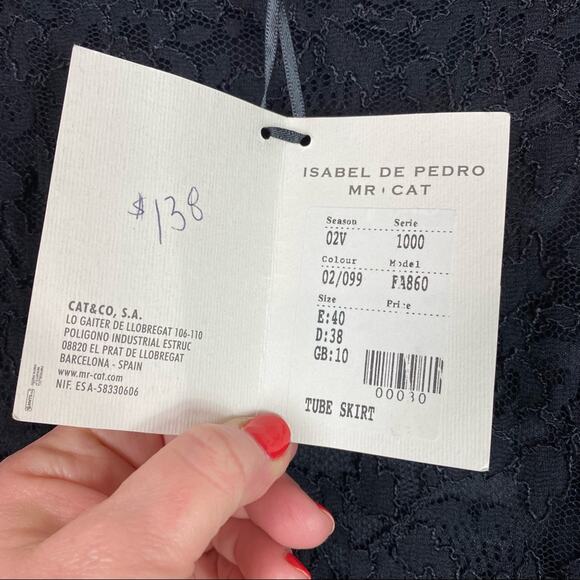 $138
CAT&CO, S.A.
LO GAITER DE LLOBREGAT 106-110
POLIGONO INDUSTRIAL ESTRUC
08820 EL PRAT DE LLOBREGAT
BARCELONA - SPAIN
www.mr-cat.com
NIF. ES A-58330606
ISABEL DE PEDRO
MR CAT
Season Serie
02V 1000
Colour Model
02/099 FA860
Size Price
E:40
D:38
GB:10
00030
TUBE SKIRT